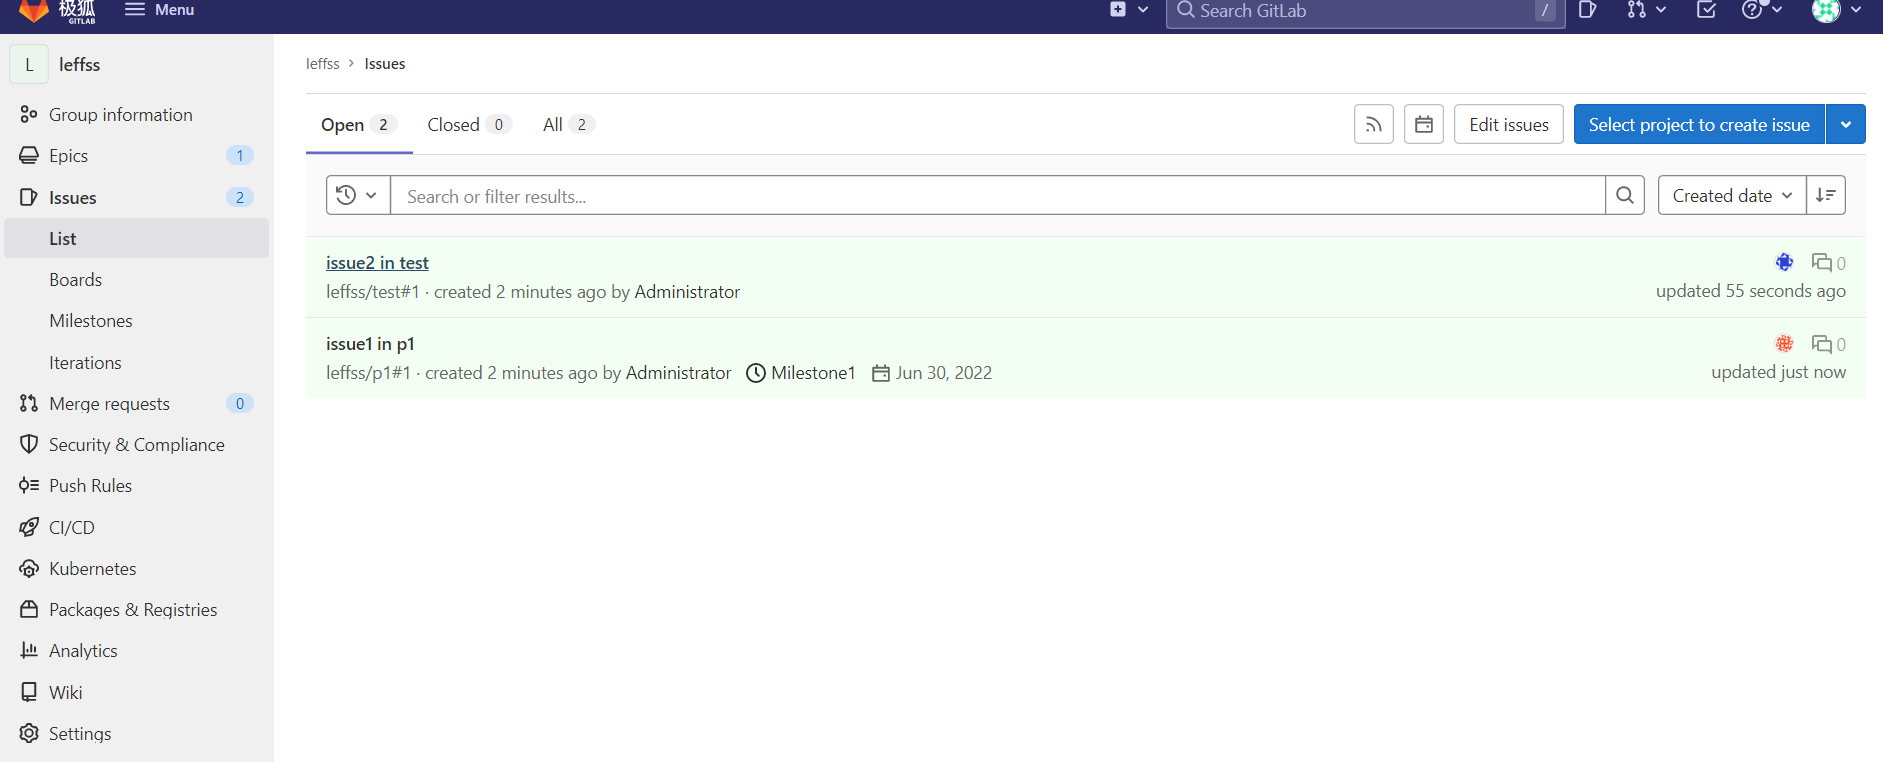 极狐
GITLAB
Menu
Search GitLab
/
L
leffss
Group information
Epics
1
Issues
2
List
Boards
Milestones
Iterations
Merge requests
0
Security & Compliance
Push Rules
CI/CD
Kubernetes
Packages & Registries
Analytics
Wiki
Settings
leffss › Issues
Open 2
Closed 0
All 2
Edit issues
Select project to create issue
Search or filter results...
Created date
issue2 in test
0
leffss/test#1 · created 2 minutes ago by Administrator
updated 55 seconds ago
issue1 in p1
0
leffss/p1#1 · created 2 minutes ago by Administrator Milestone1 Jun 30, 2022
updated just now